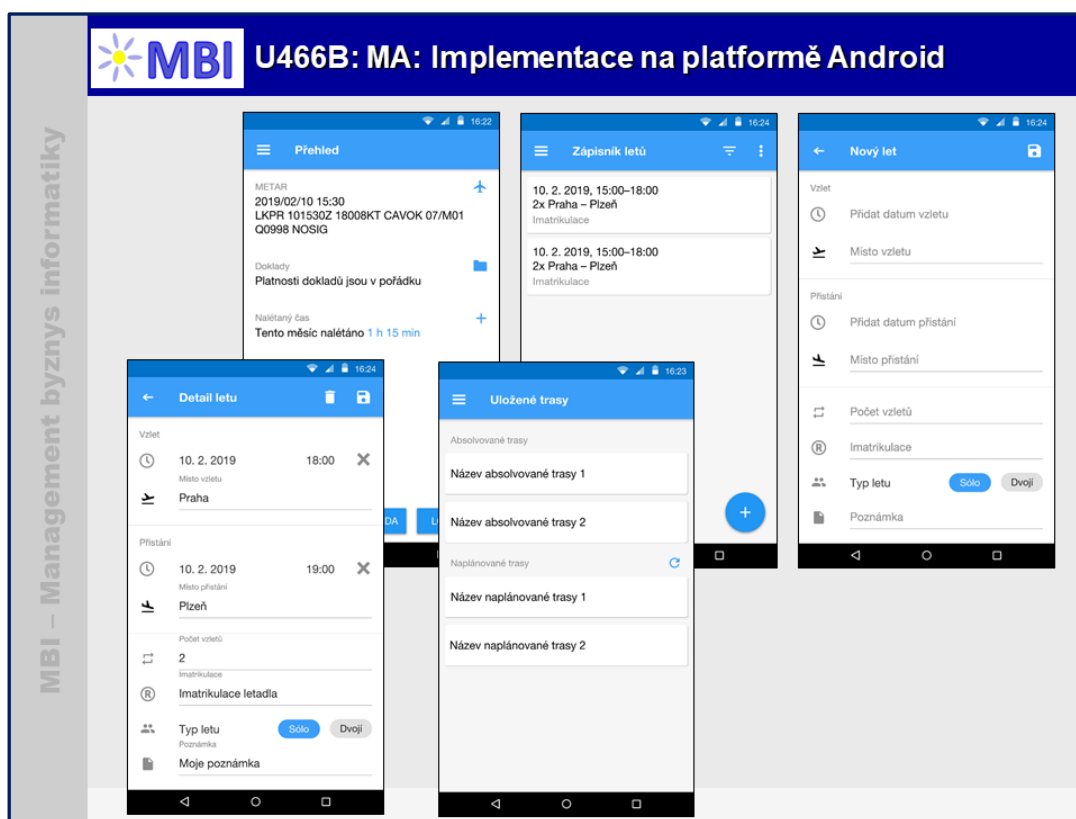 MBI
U466B: MA: Implementace na platformě Android
MBI – Management byznys informatiky
16:22
Přehled
METAR
2019/02/10 15:30
LKPR 101530Z 18008KT CAVOK 07/M01
Q0998 NOSIG
Doklady
Platnosti dokladů jsou v pořádku
Nalétaný čas
Tento měsíc nalétáno 1 h 15 min
16:24
Zápisník letů
10. 2. 2019, 15:00–18:00
2x Praha – Plzeň
Imatrikulace
10. 2. 2019, 15:00–18:00
2x Praha – Plzeň
Imatrikulace
16:24
Nový let
Vzlet
Přidat datum vzletu
Místo vzletu
Přistání
Přidat datum přistání
Místo přistání
Počet vzletů
Imatrikulace
Typ letu Sólo Dvojí
Poznámka
16:24
Detail letu
Vzlet
10. 2. 2019 18:00
Místo vzletu
Praha
Přistání
10. 2. 2019 19:00
Místo přistání
Plzeň
Počet vzletů
2
Imatrikulace
Imatrikulace letadla
Typ letu Sólo Dvojí
Poznámka
Moje poznámka
16:23
Uložené trasy
Absolvované trasy
Název absolvované trasy 1
Název absolvované trasy 2
Naplánované trasy
Název naplánované trasy 1
Název naplánované trasy 2